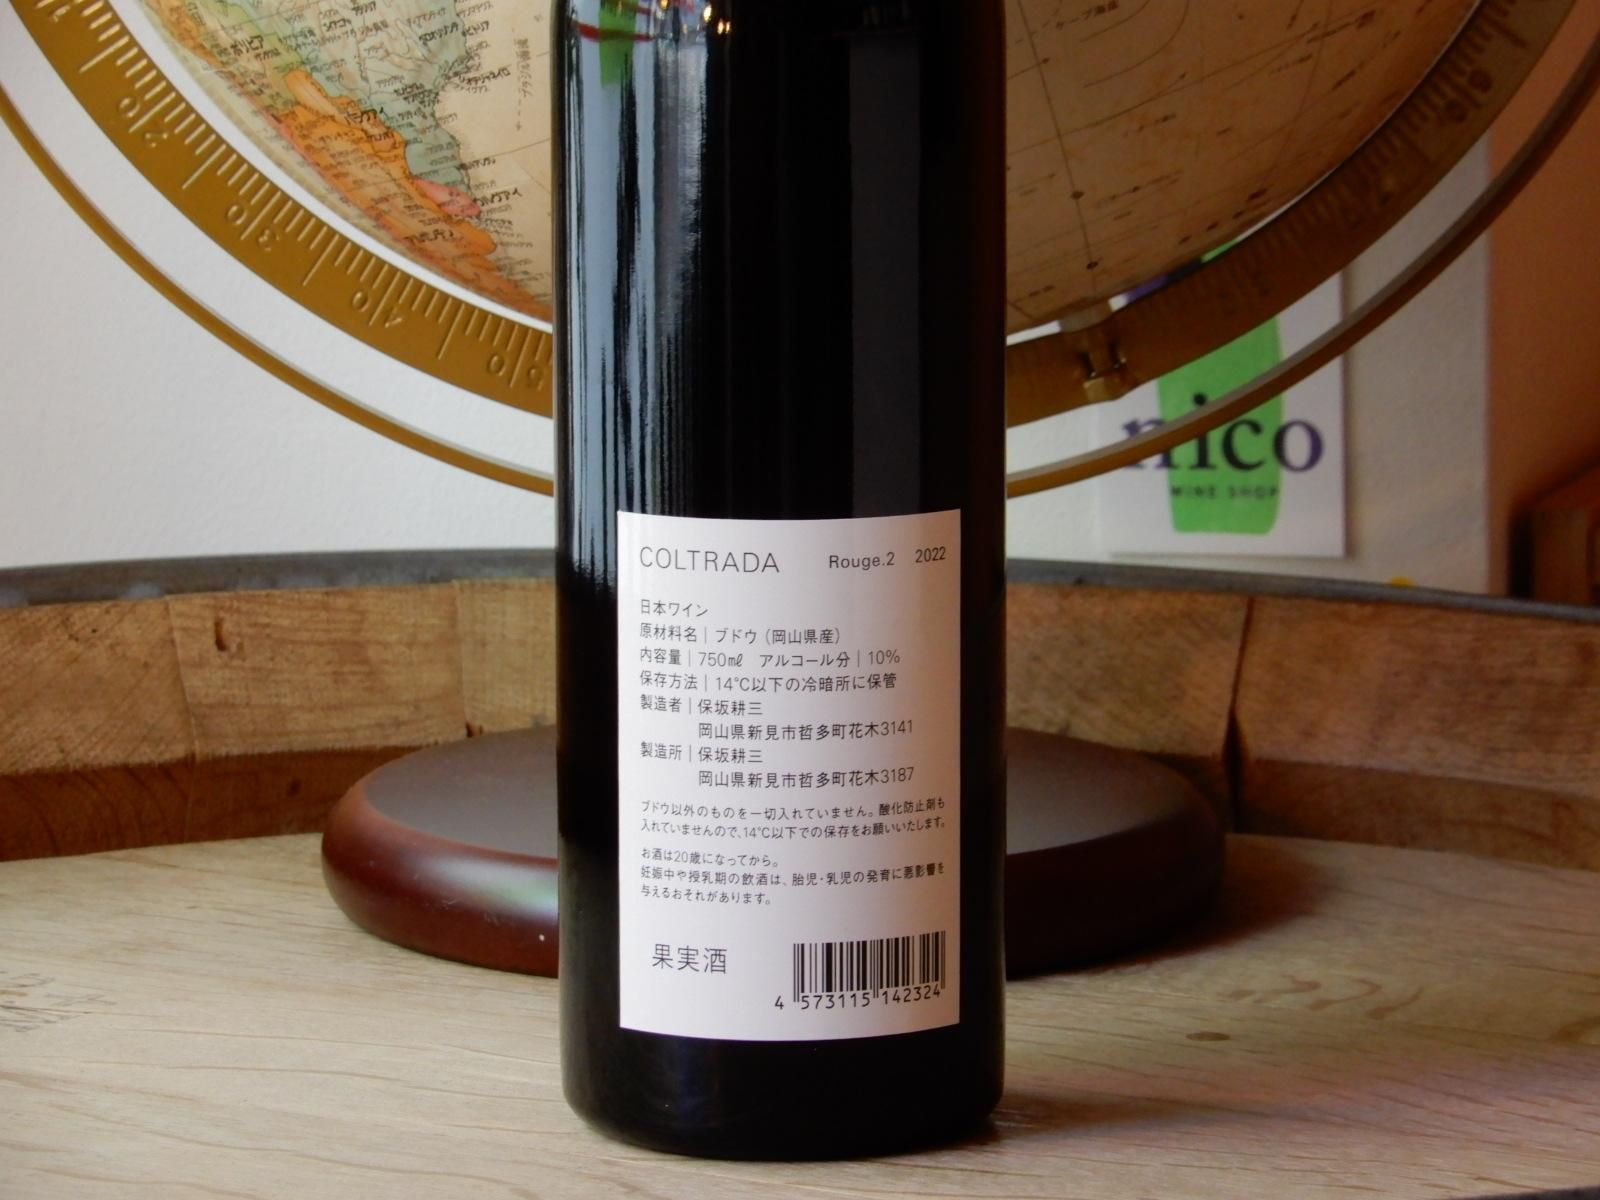 nico
WINE SHOP
COLTRADA Rouge.2 2022
日本ワイン
原材料名｜ブドウ（岡山県産）
内容量｜750㎖ アルコール分｜10%
保存方法｜14℃以下の冷暗所に保管
製造者｜保坂耕三
岡山県新見市哲多町花木3141
製造所｜保坂耕三
岡山県新見市哲多町花木3187
ブドウ以外のものを一切入れていません。酸化防止剤も
入れていませんので、14℃以下での保存をお願いいたします。
お酒は20歳になってから。
妊娠中や授乳期の飲酒は、胎児・乳児の発育に悪影響を
与えるおそれがあります。
果実酒
4 573115 142324